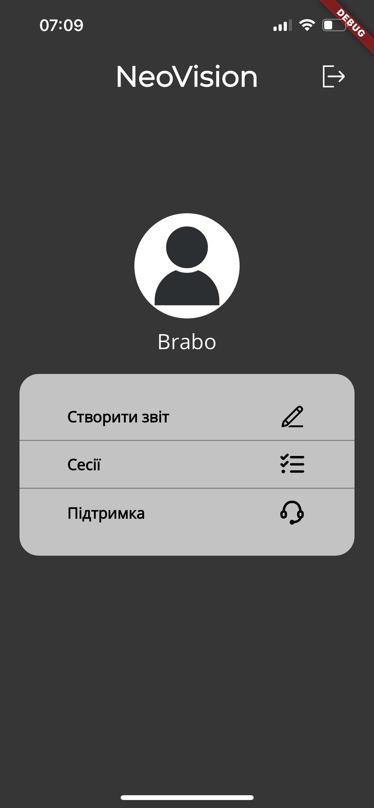 07:09
DEBUG
NeoVision
Brabo
Створити звіт
Сесії
Підтримка